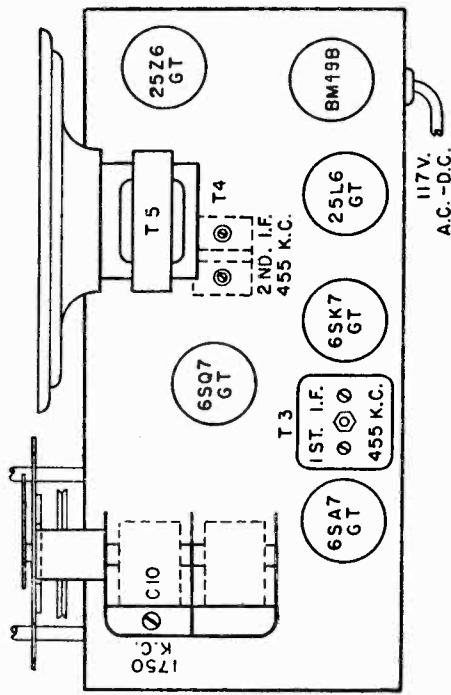 1750
K.C.
C10
T5
25Z6
GT
6SQ7
GT
T4
2ND. I.F.
455 K.C.
T3
1ST. I.F.
455 K.C.
6SA7
GT
6SK7
GT
25L6
GT
BM49B
117V.
A.C.-D.C.